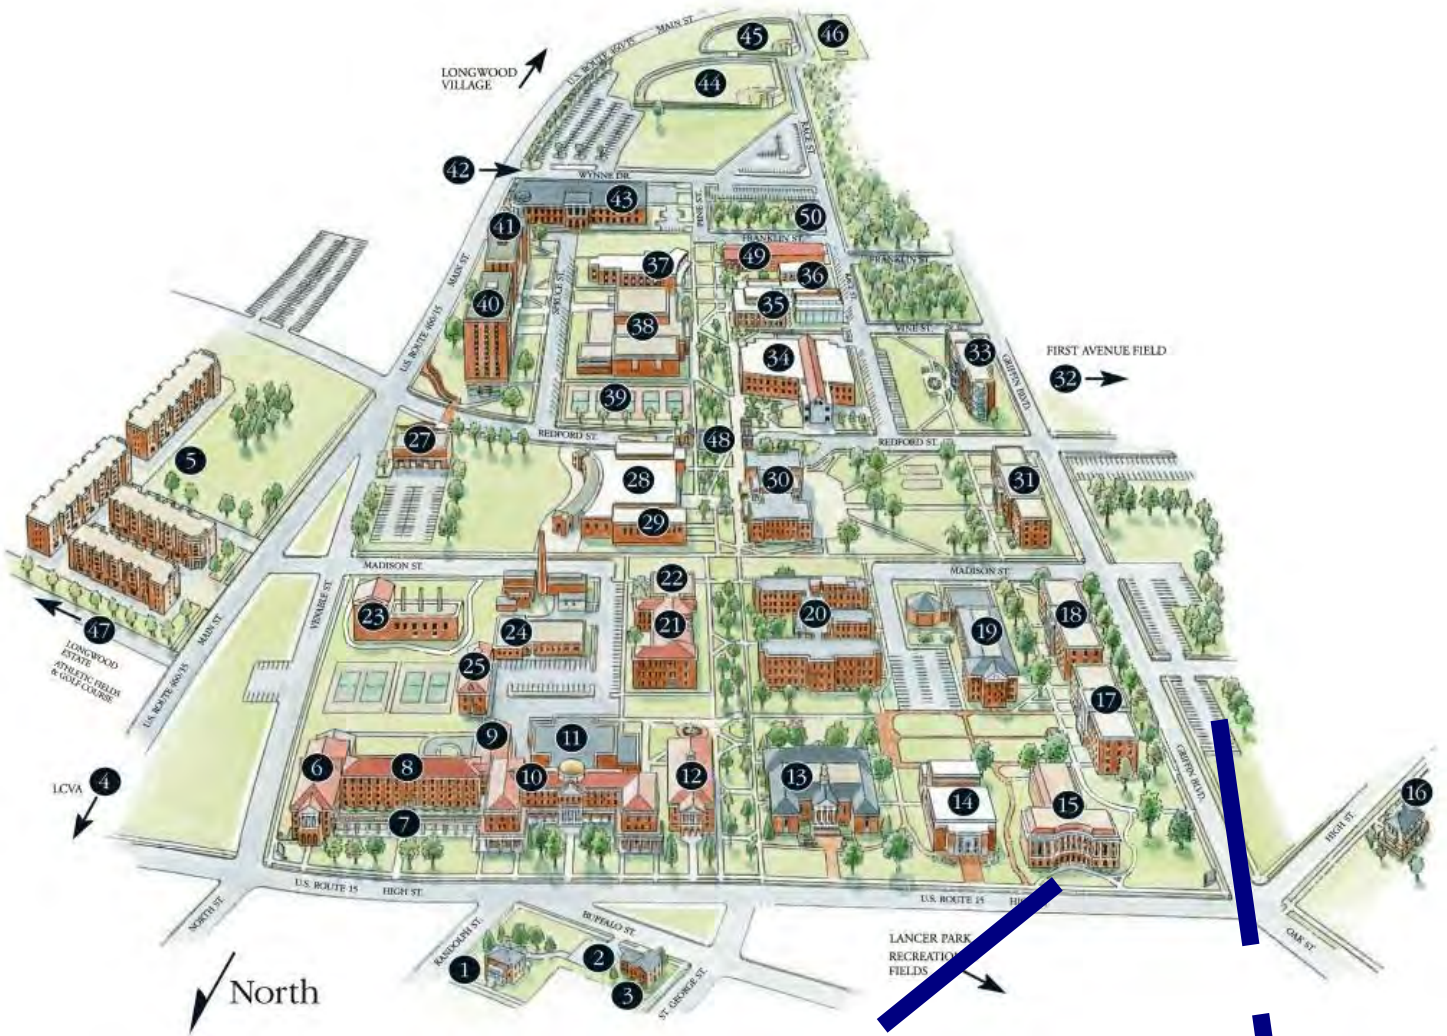 45
46
MAIN ST.
U.S. ROUTE 460/15
LONGWOOD
VILLAGE
44
RACE ST.
42
WYNNE DR.
43
PINE ST.
50
41
FRANKLIN ST.
MAIN ST.
37
49
36
FRANKLIN ST.
SPRUCE ST.
40
35
38
U.S. ROUTE 460/15
VINE ST.
34
33
GRIFFIN BLVD.
FIRST AVENUE FIELD
32
39
27
REDFORD ST.
48
REDFORD ST.
5
28
30
31
29
MADISON ST.
MADISON ST.
22
VENABLE ST.
23
20
18
47
MAIN ST.
24
21
19
LONGWOOD
ESTATE
ATHLETIC FIELDS
& GOLF COURSE
25
17
U.S. ROUTE 460/15
9
11
GRIFFIN BLVD.
6
8
10
12
13
LCVA
4
14
15
16
7
HIGH ST.
U.S. ROUTE 15
HIGH ST.
U.S. ROUTE 15
NORTH ST.
RANDOLPH ST.
BUFFALO ST.
OAK ST.
LANCER PARK
RECREATION
FIELDS
1
2
3
ST. GEORGE ST.
North